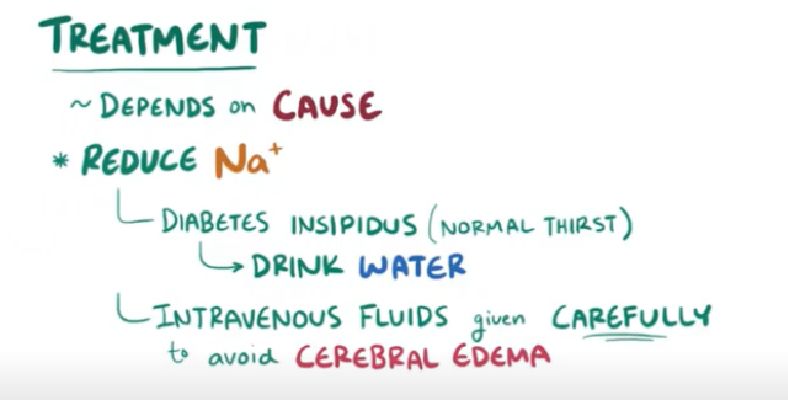 TREATMENT
~ DEPENDS on CAUSE
* REDUCE Na⁺
DIABETES INSIPIDUS (NORMAL THIRST)
DRINK WATER
INTRAVENOUS FLUIDS given CAREFULLY
to avoid CEREBRAL EDEMA